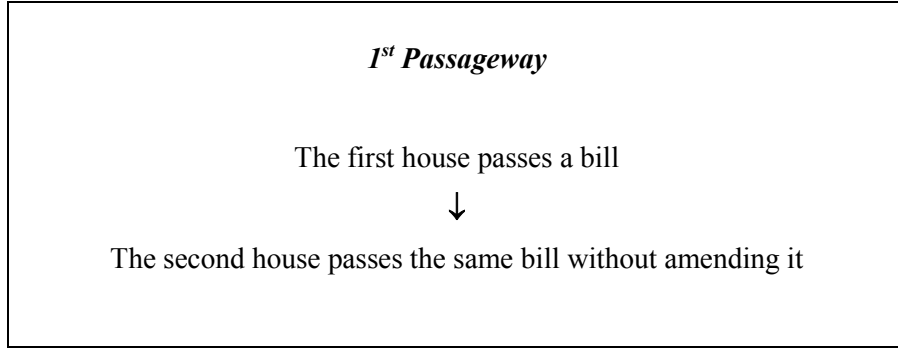 1st Passageway
The first house passes a bill
↓
The second house passes the same bill without amending it